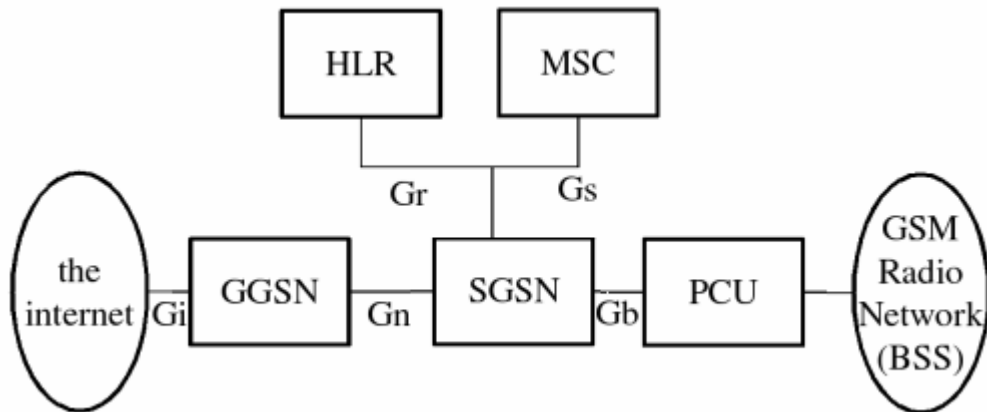 HLR
MSC
Gr
Gs
the
internet
Gi
GGSN
Gn
SGSN
Gb
PCU
GSM
Radio
Network
(BSS)